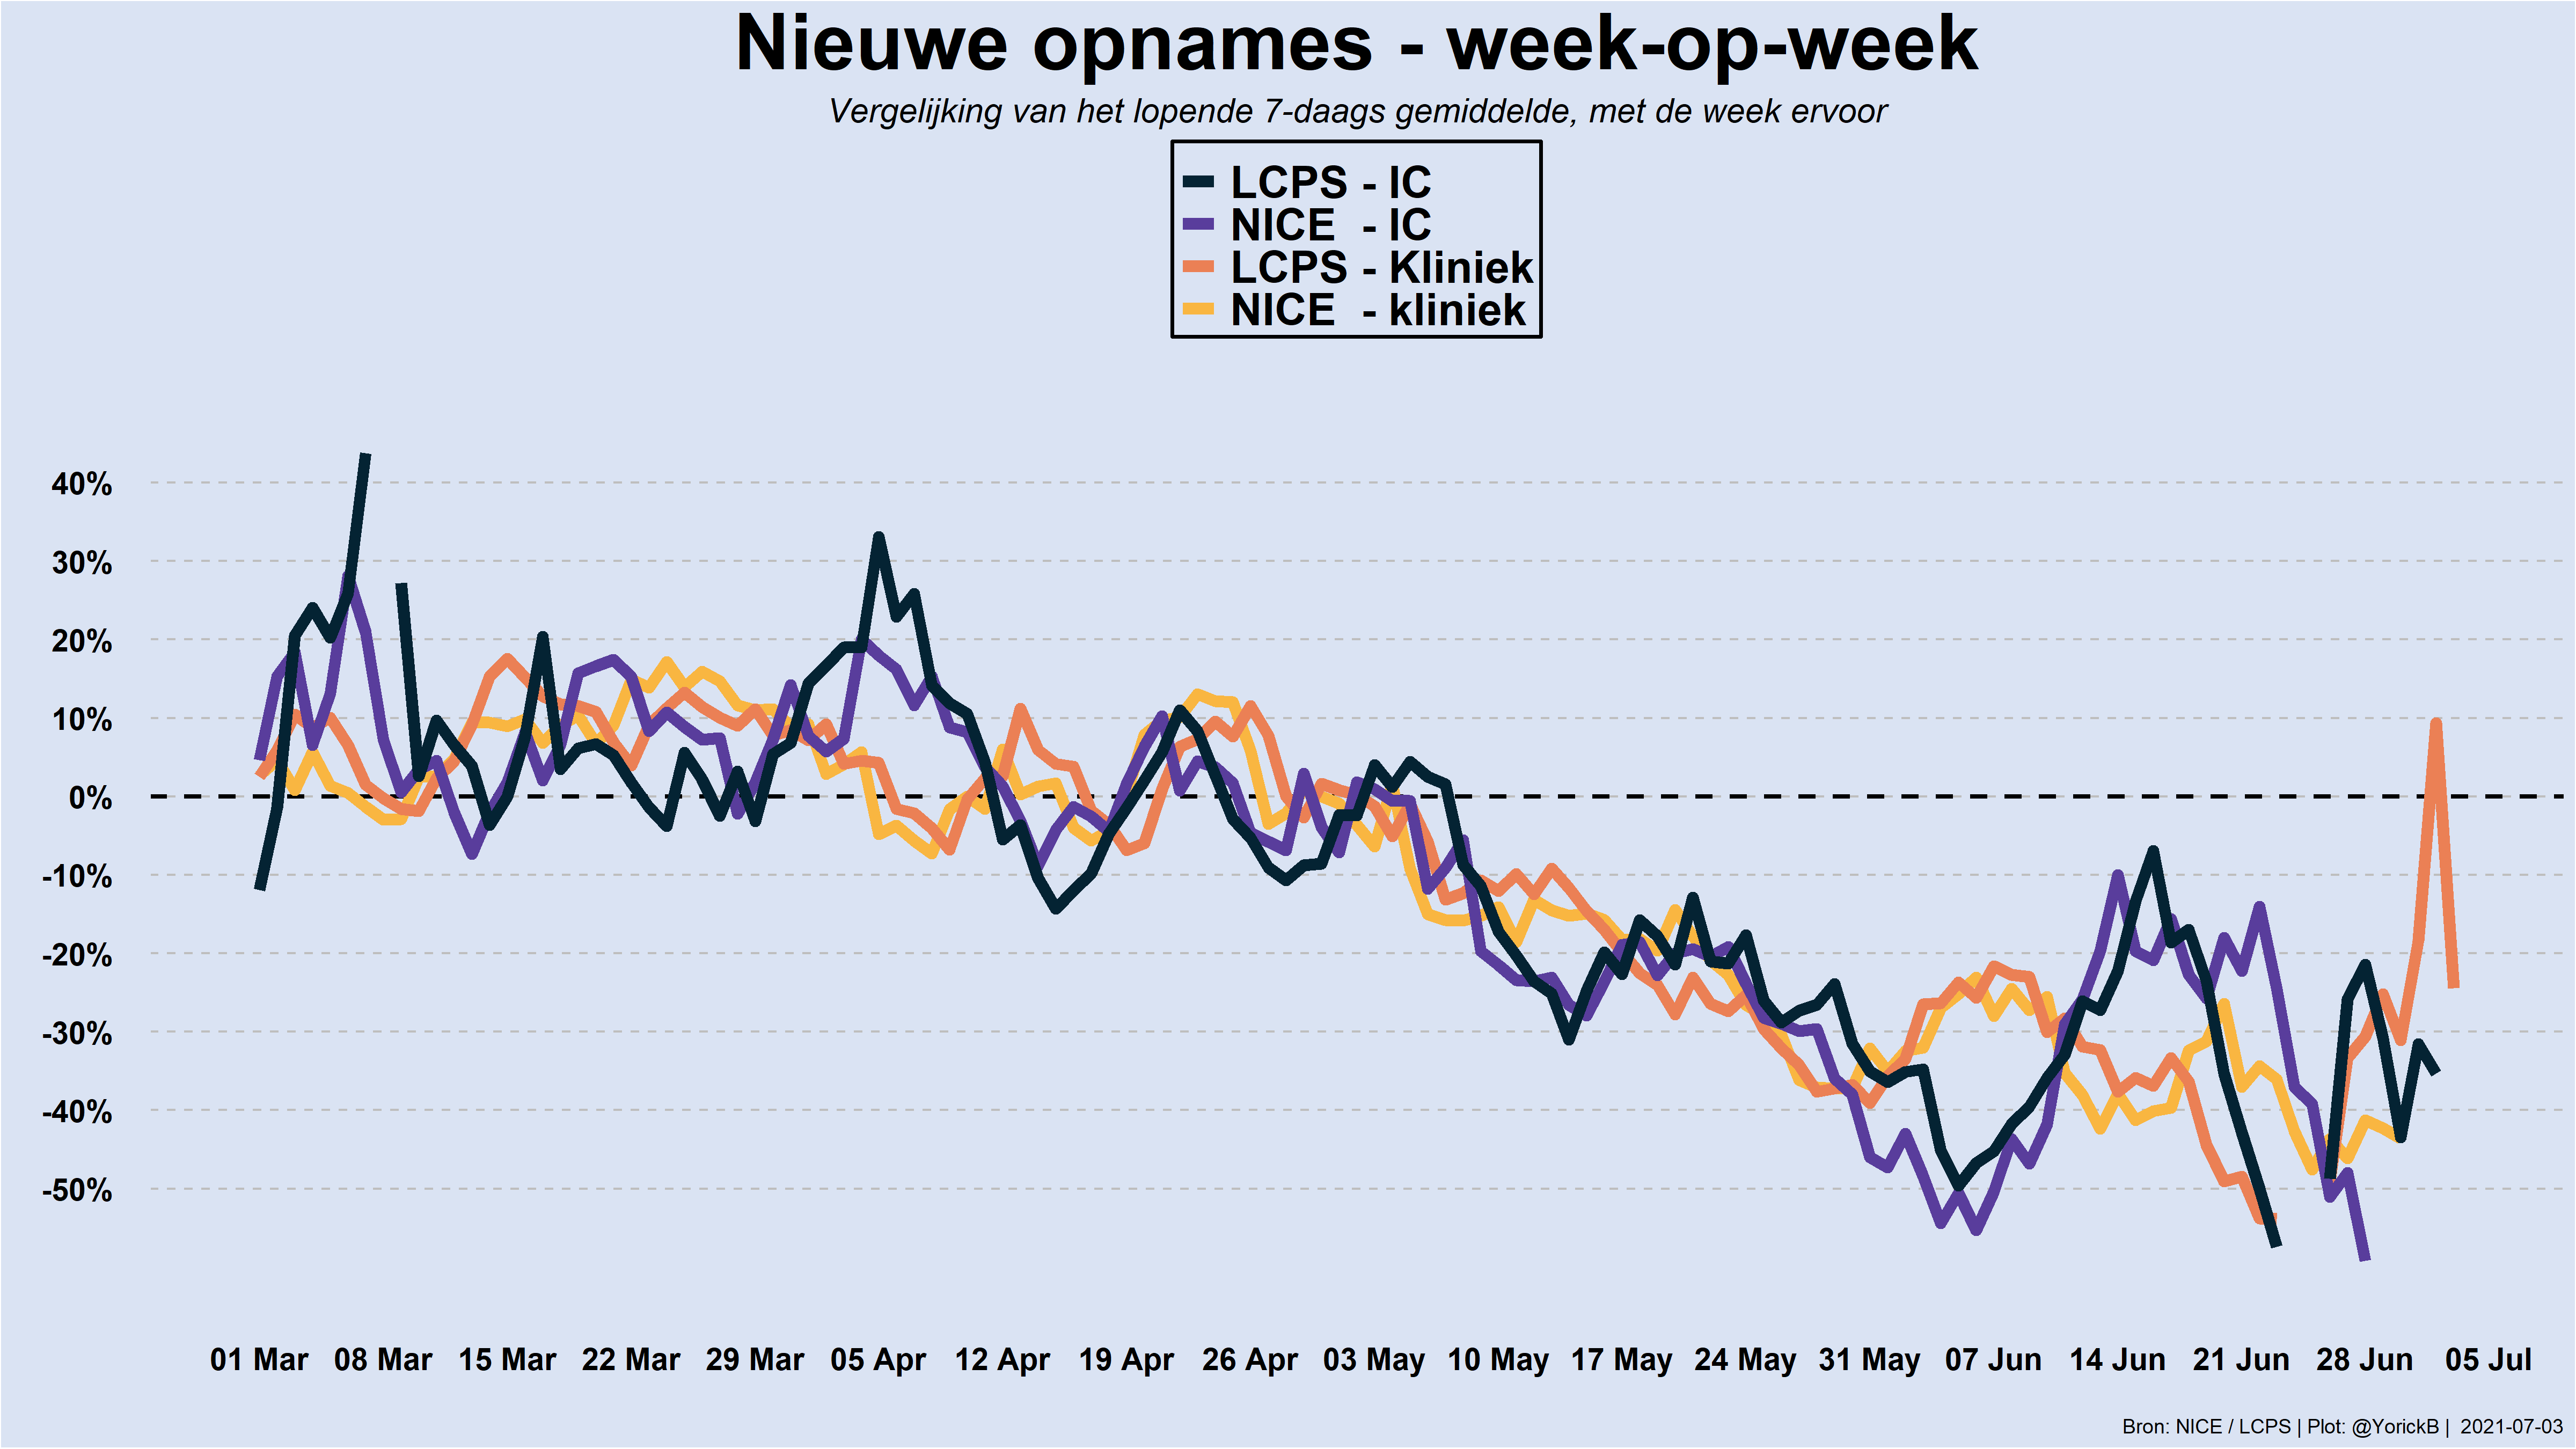 Nieuwe opnames - week-op-week
Vergelijking van het lopende 7-daags gemiddelde, met de week ervoor
LCPS - IC
NICE - IC
LCPS - Kliniek
NICE - kliniek
40%
30%
20%
10%
0%
-10%
-20%
-30%
-40%
-50%
01 Mar 08 Mar 15 Mar 22 Mar 29 Mar 05 Apr 12 Apr 19 Apr 26 Apr 03 May 10 May 17 May 24 May 31 May 07 Jun 14 Jun 21 Jun 28 Jun 05 Jul
Bron: NICE / LCPS | Plot: @YorickB | 2021-07-03